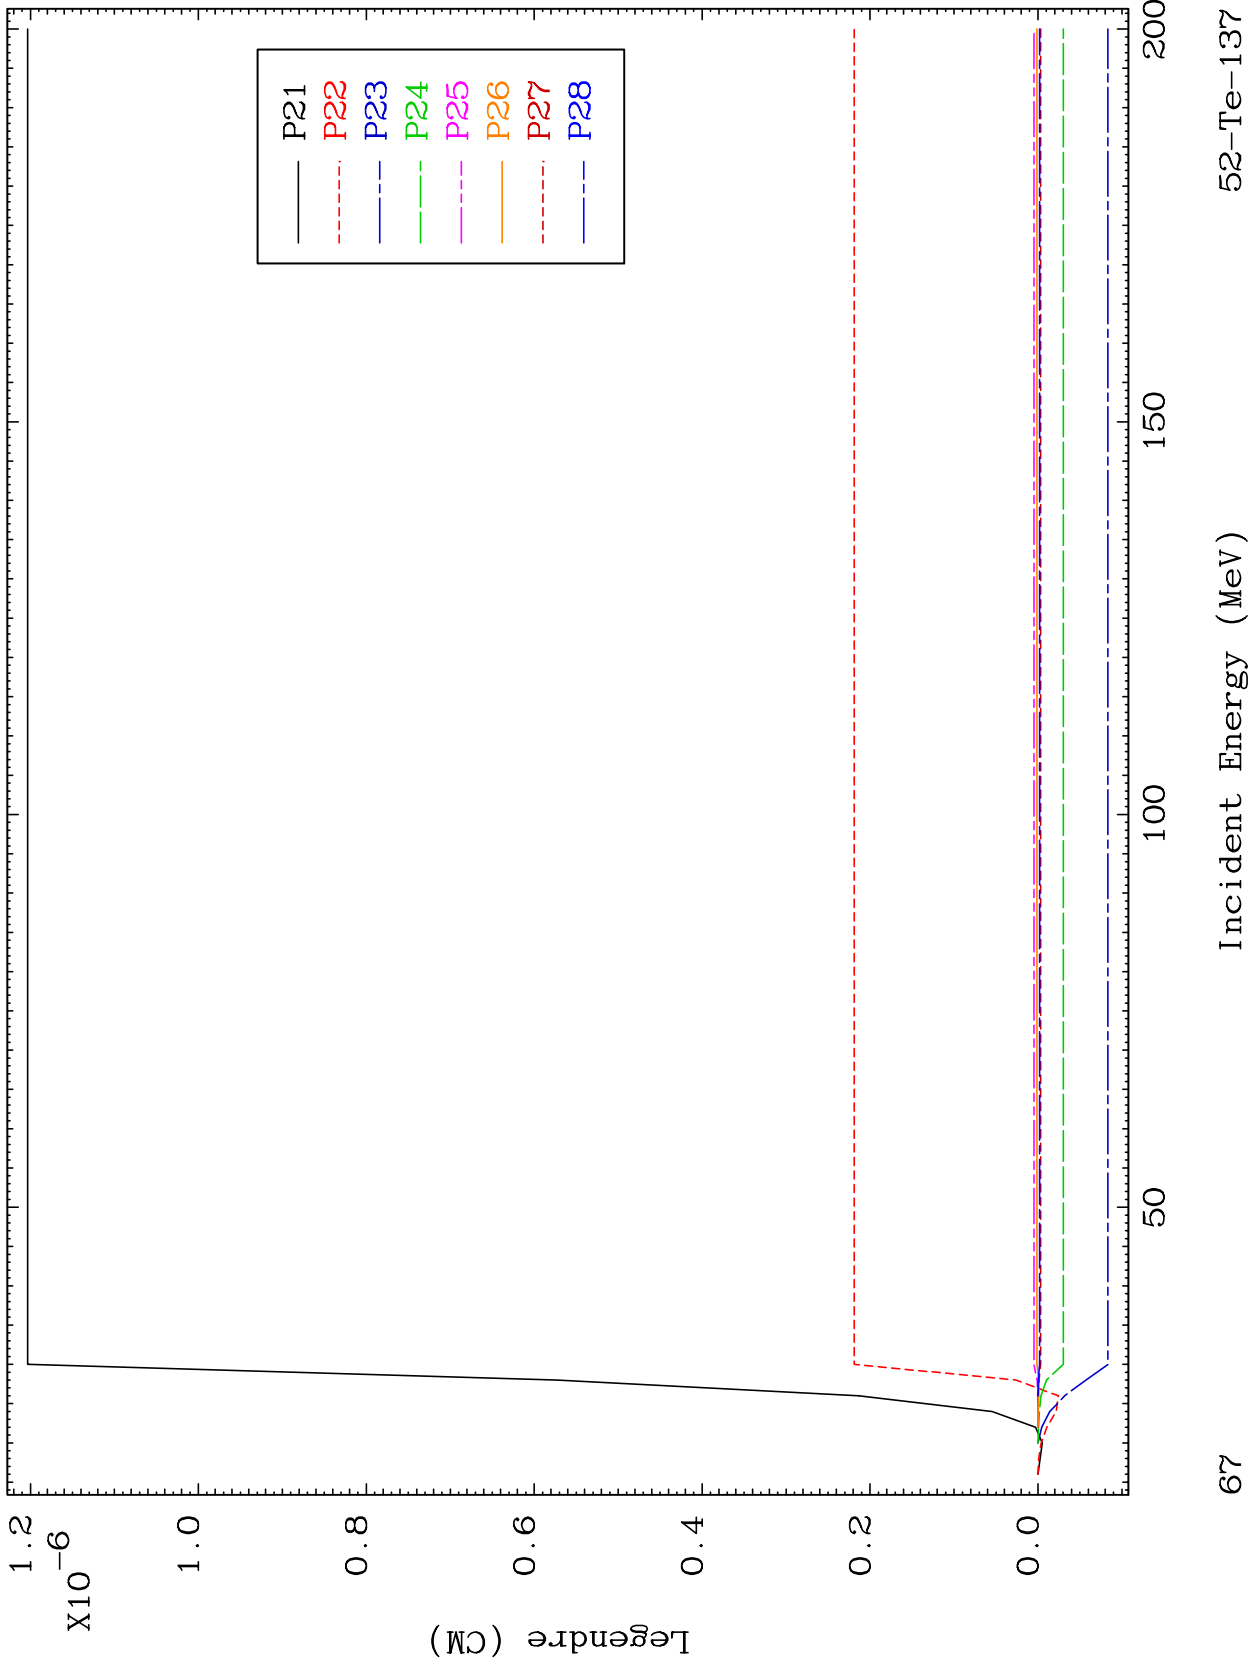 1.2
X10⁻⁶
1.0
0.8
0.6
0.4
0.2
0.0
Legendre (CM)
P21
P22
P23
P24
P25
P26
P27
P28
50
100
150
200
Incident Energy (MeV)
67
52-Te-137